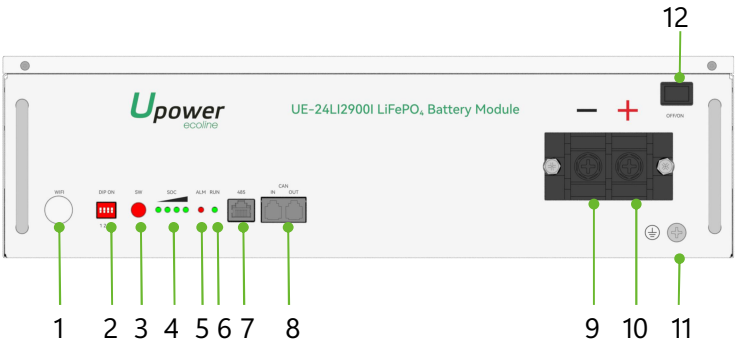 12
Upower
ecoline
UE-24LI2900I LiFePO₄ Battery Module
− +
OFF/ON
WIFI
DIP ON
SW
SOC
ALM RUN
485
CAN
IN OUT
1 2 3 4 5 6 7 8 9 10 11